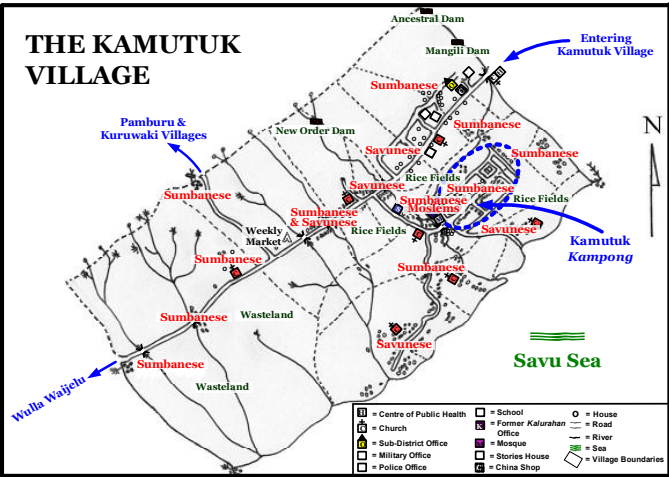 THE KAMUTUK
VILLAGE
Ancestral Dam
Mangili Dam
Entering
Kamutuk Village
Sumbanese
Pamburu &
Kuruwaki Villages
New Order Dam
Sumbanese
Savunese
Sumbanese
N
Rice Fields
Savunese
Sumbanese
Sumbanese
Sumbanese
Moslems
Rice Fields
Sumbanese
& Savunese
Rice Fields
Savunese
Weekly
Market
Kamutuk
Kampong
Sumbanese
Sumbanese
Wasteland
Sumbanese
Savunese
Savu Sea
Sumbanese
Wasteland
Wulla Waijelu
= Centre of Public Health
= Church
= Sub-District Office
= Military Office
= Police Office
= School
K = Former Kalurahan
Office
= Mosque
= Stories House
= China Shop
= House
= Road
= River
= Sea
= Village Boundaries